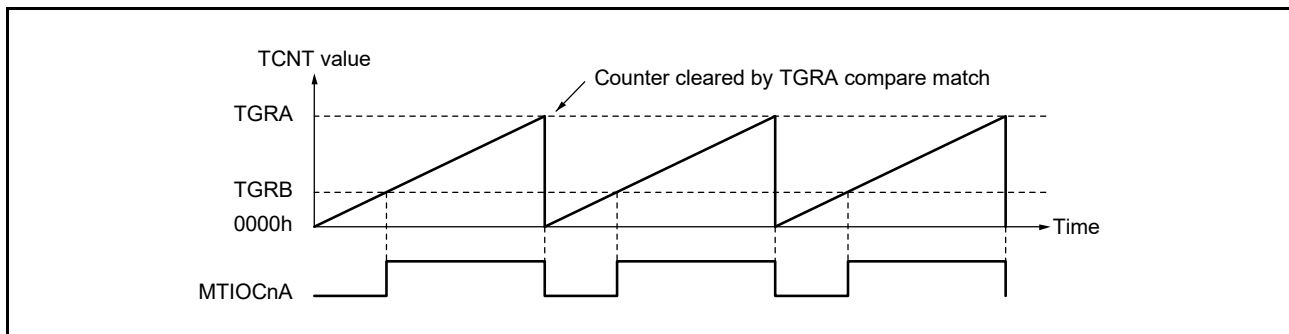 TCNT value
Counter cleared by TGRA compare match
TGRA
TGRB
0000h
Time
MTIOCnA